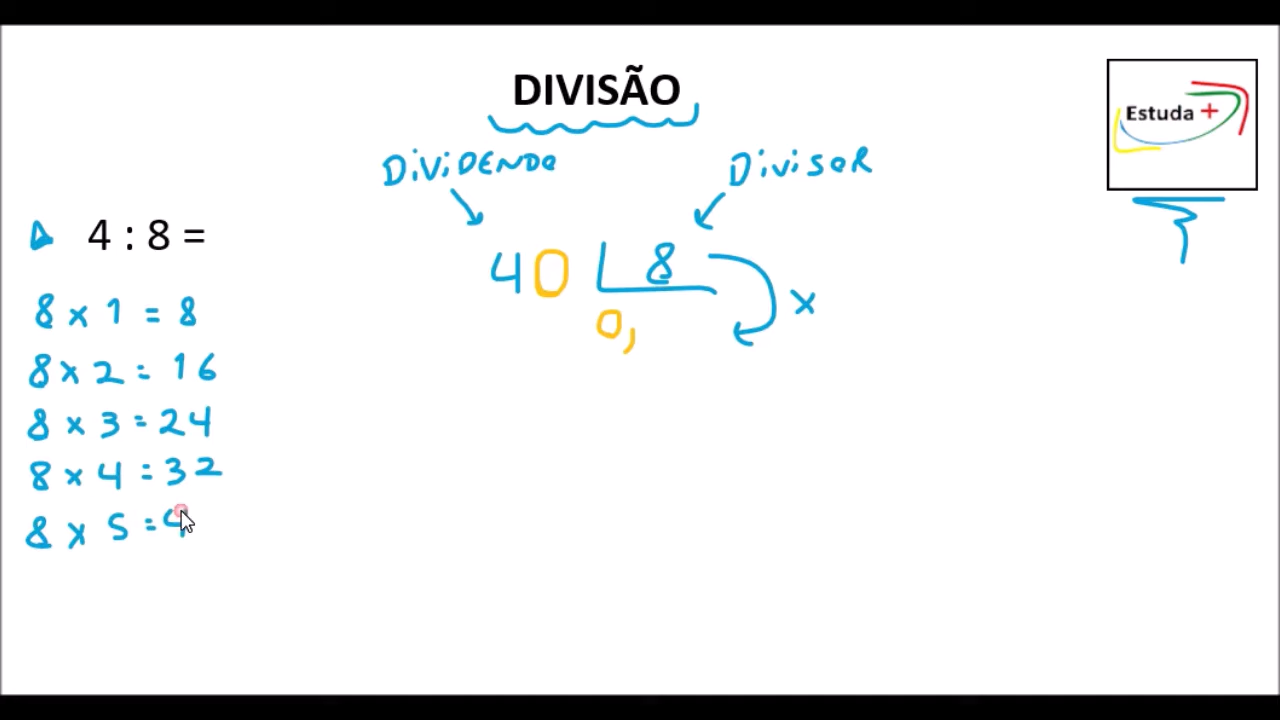 DIVISÃO
Estuda +
DiViDENDO
DivisoR
4 : 8 =
40 8
0,
x
8 x 1 = 8
8 x 2 = 16
8 x 3 = 24
8 x 4 = 32
8 x 5 = 4